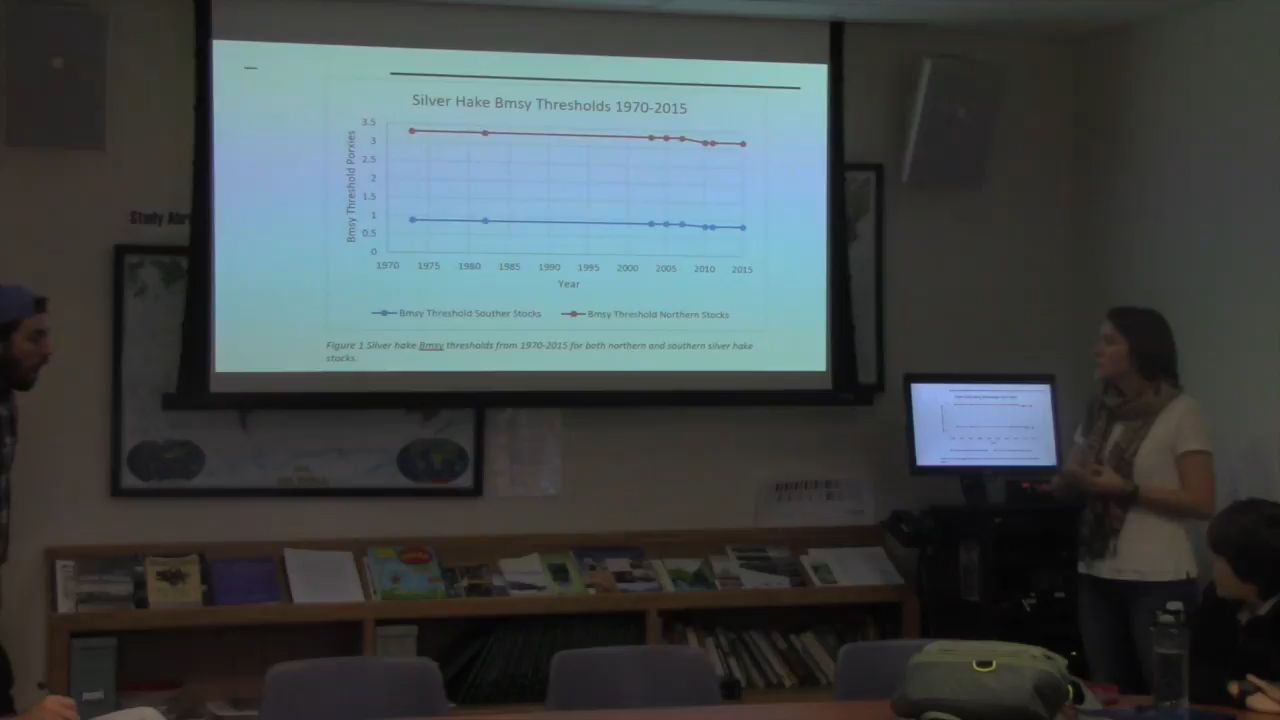 Silver Hake Bmsy Thresholds 1970-2015
Bmsy Threshold Porxies
3.5
3
2.5
2
1.5
1
0.5
0
1970 1975 1980 1985 1990 1995 2000 2005 2010 2015
Year
Bmsy Threshold Souther Stocks Bmsy Threshold Northern Stocks
Figure 1 Silver hake Bmsy thresholds from 1970-2015 for both northern and southern silver hake
stocks.
Study